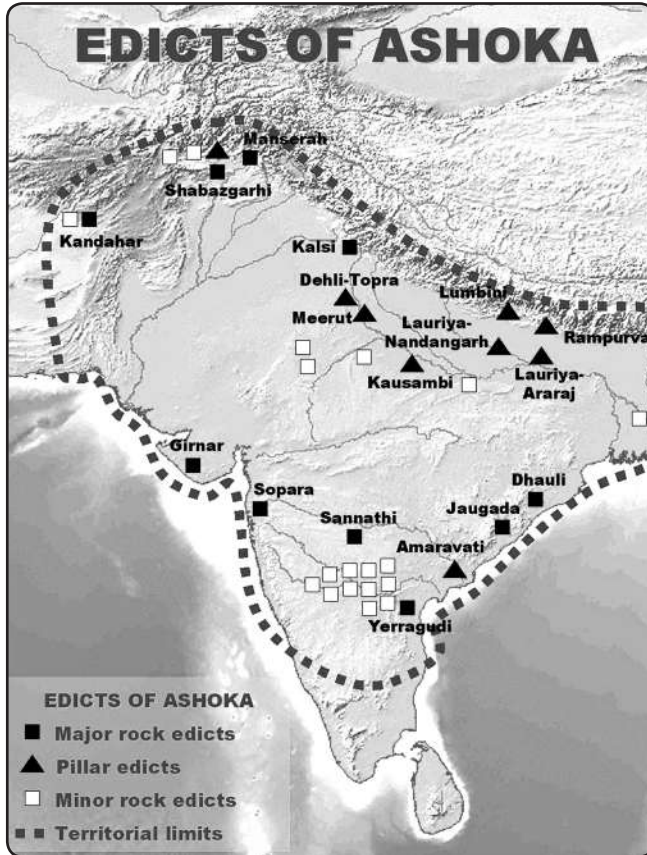 EDICTS OF ASHOKA
Manserah
Shabazgarhi
Kandahar
Kalsi
Dehli-Topra
Lumbini
Meerut
Lauriya-
Nandangarh
Rampurva
Kausambi
Lauriya-
Araraj
Girnar
Sopara
Dhauli
Sannathi
Jaugada
Amaravati
Yerragudi
EDICTS OF ASHOKA
Major rock edicts
Pillar edicts
Minor rock edicts
Territorial limits